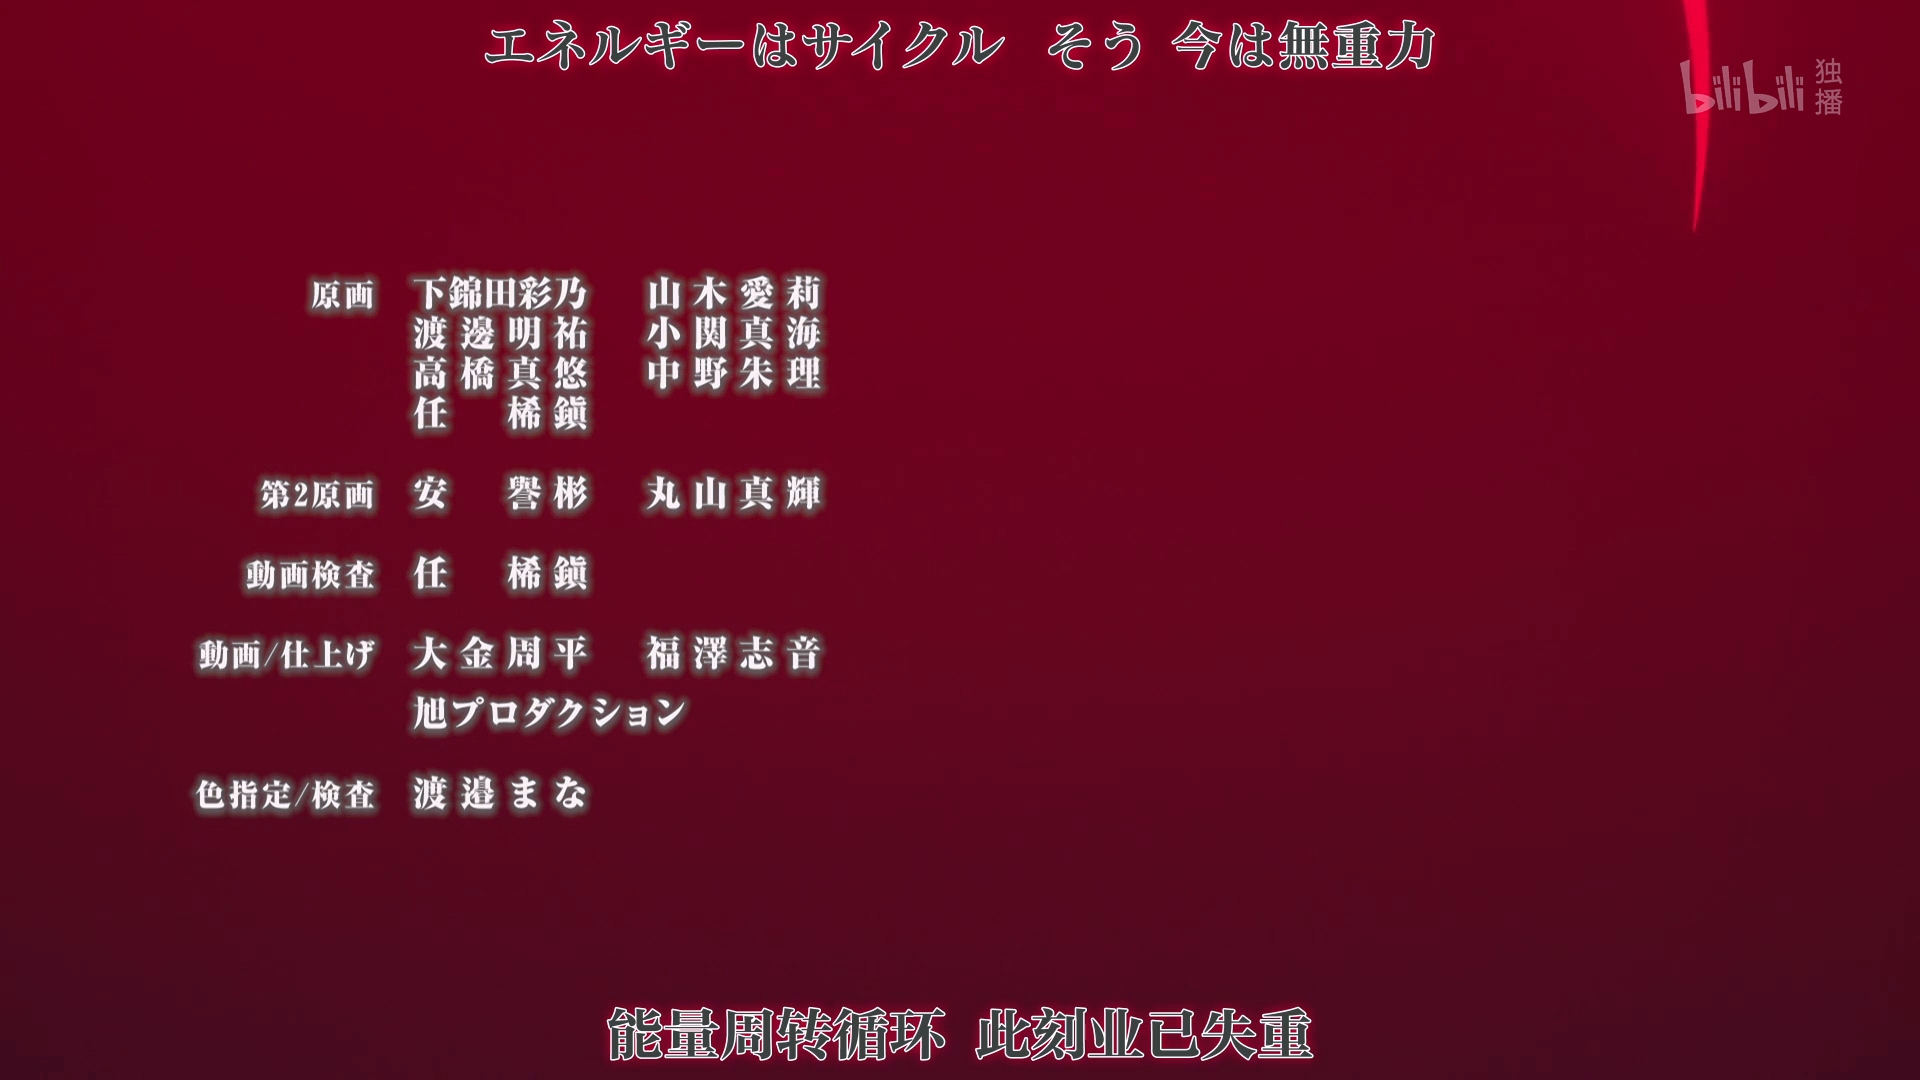 エネルギーはサイクル そう 今は無重力
bilibili 独播
原画 下錦田彩乃 山木愛莉
渡邊明祐 小関真海
高橋真悠 中野朱理
任 桸鎭
第2原画 安 譽彬 丸山真輝
動画検査 任 桸鎭
動画/仕上げ 大金周平 福澤志音
旭プロダクション
色指定/検査 渡邉まな
能量周转循环 此刻业已失重